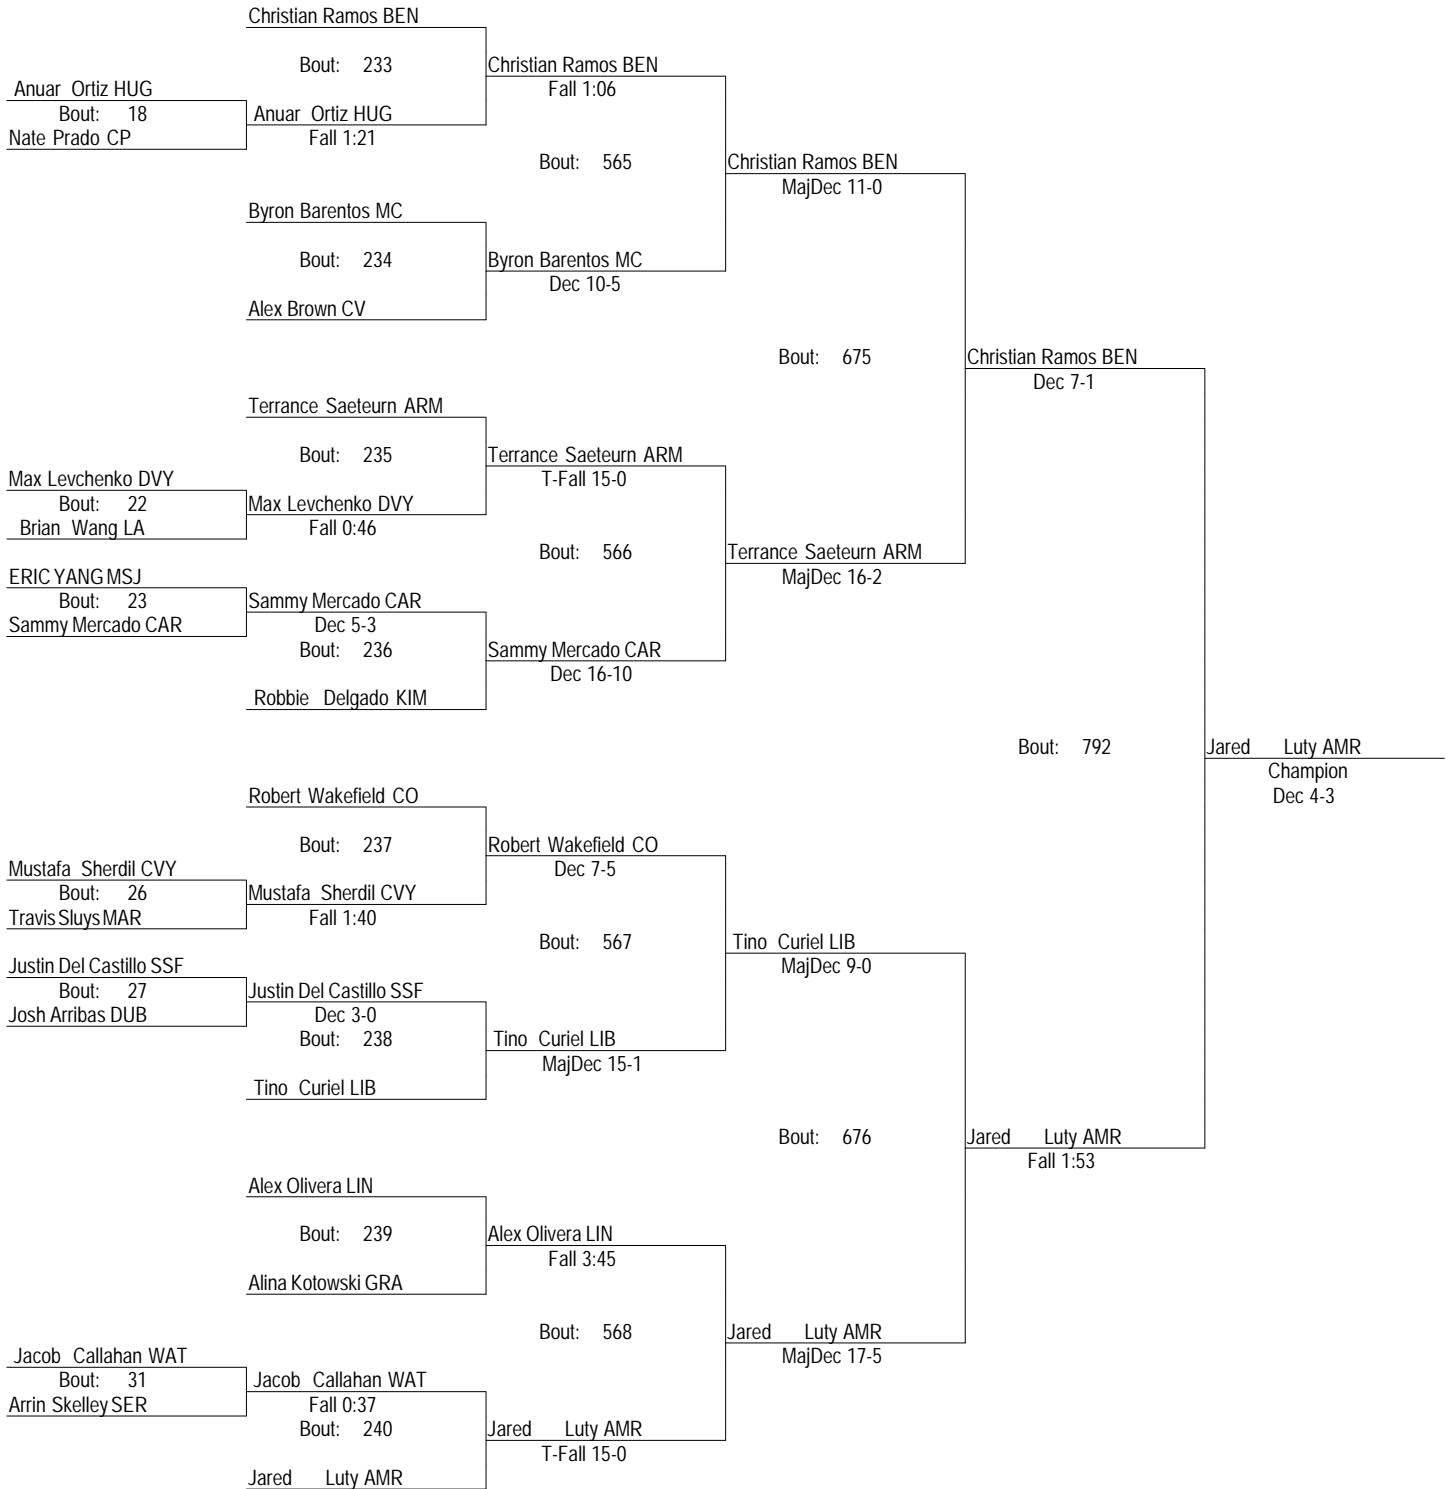 Christian Ramos BEN
Bout: 233
Christian Ramos BEN
Anuar Ortiz HUG
Fall 1:06
Bout: 18
Anuar Ortiz HUG
Nate Prado CP
Fall 1:21
Bout: 565
Christian Ramos BEN
MajDec 11-0
Byron Barentos MC
Bout: 234
Byron Barentos MC
Dec 10-5
Alex Brown CV
Bout: 675
Christian Ramos BEN
Dec 7-1
Terrance Saeteurn ARM
Bout: 235
Terrance Saeteurn ARM
Max Levchenko DVY
T-Fall 15-0
Bout: 22
Max Levchenko DVY
Brian Wang LA
Fall 0:46
Bout: 566
Terrance Saeteurn ARM
ERIC YANG MSJ
MajDec 16-2
Bout: 23
Sammy Mercado CAR
Sammy Mercado CAR
Dec 5-3
Bout: 236
Sammy Mercado CAR
Dec 16-10
Robbie Delgado KIM
Bout: 792
Jared Luty AMR
Champion
Dec 4-3
Robert Wakefield CO
Bout: 237
Robert Wakefield CO
Mustafa Sherdil CVY
Dec 7-5
Bout: 26
Mustafa Sherdil CVY
Travis Sluys MAR
Fall 1:40
Bout: 567
Tino Curiel LIB
Justin Del Castillo SSF
MajDec 9-0
Bout: 27
Justin Del Castillo SSF
Josh Arribas DUB
Dec 3-0
Bout: 238
Tino Curiel LIB
MajDec 15-1
Tino Curiel LIB
Bout: 676
Jared Luty AMR
Fall 1:53
Alex Olivera LIN
Bout: 239
Alex Olivera LIN
Fall 3:45
Alina Kotowski GRA
Bout: 568
Jared Luty AMR
Jacob Callahan WAT
MajDec 17-5
Bout: 31
Jacob Callahan WAT
Arrin Skelley SER
Fall 0:37
Bout: 240
Jared Luty AMR
T-Fall 15-0
Jared Luty AMR